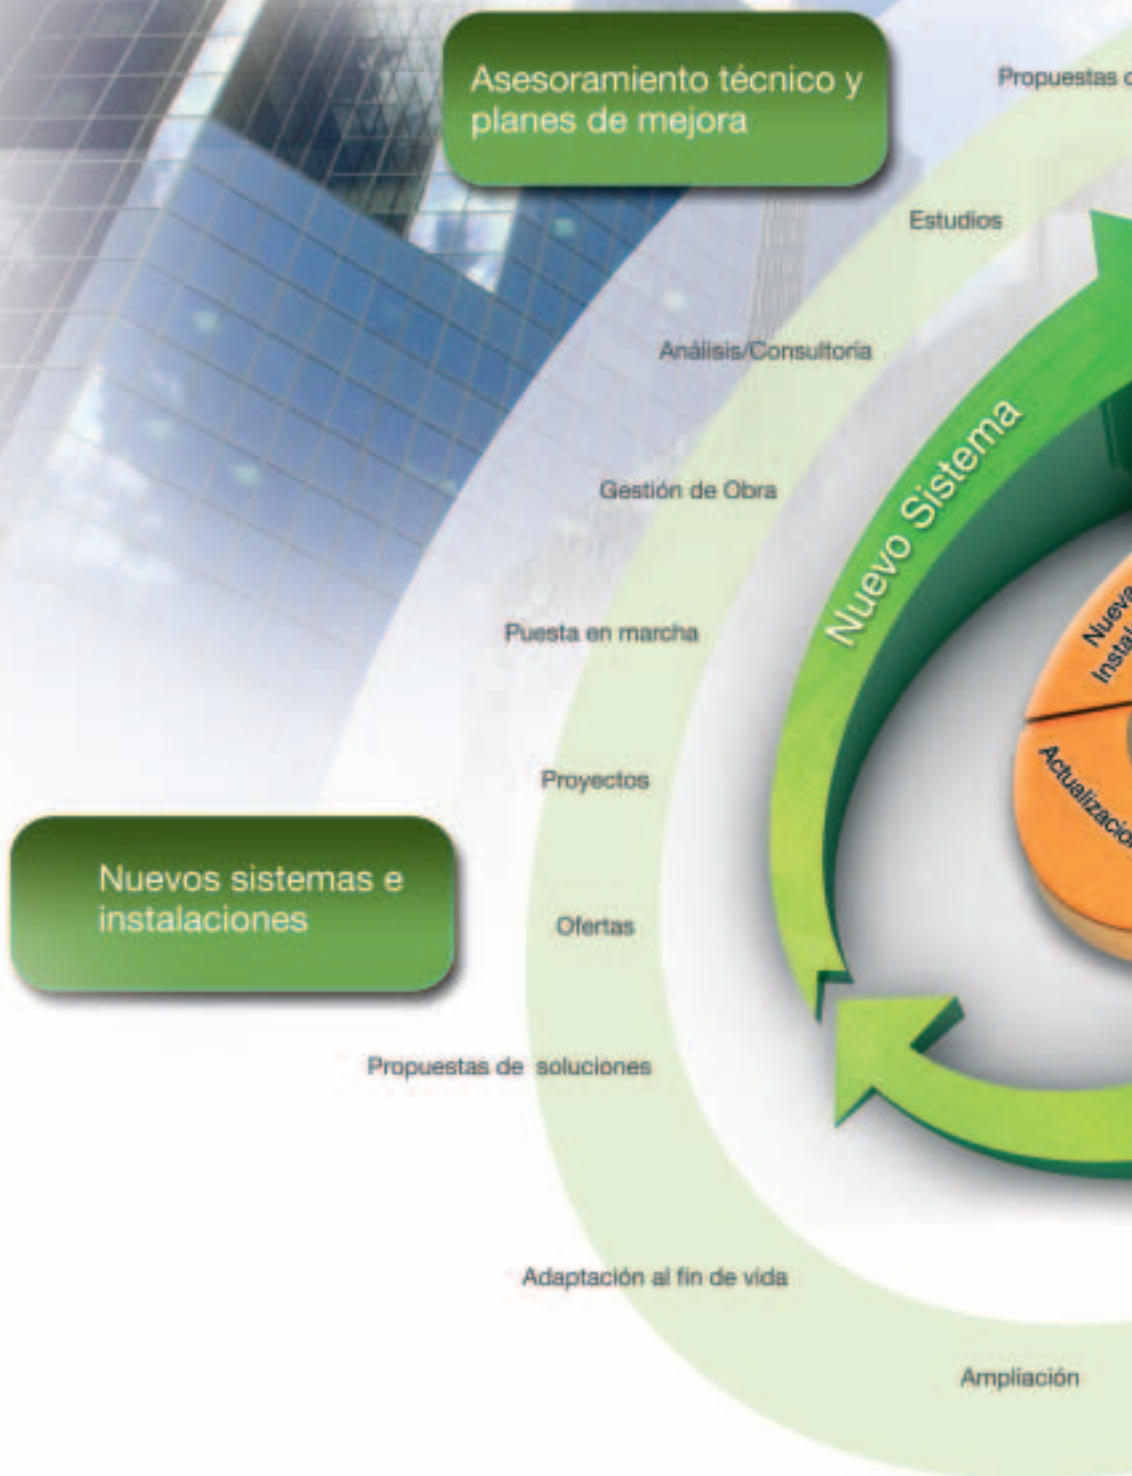 Asesoramiento técnico y
planes de mejora
Propuestas
Estudios
Análisis/Consultoría
Gestión de Obra
Nuevo Sistema
Puesta en marcha
Proyectos
Nuevos sistemas e
instalaciones
Ofertas
Propuestas de soluciones
Adaptación al fin de vida
Ampliación